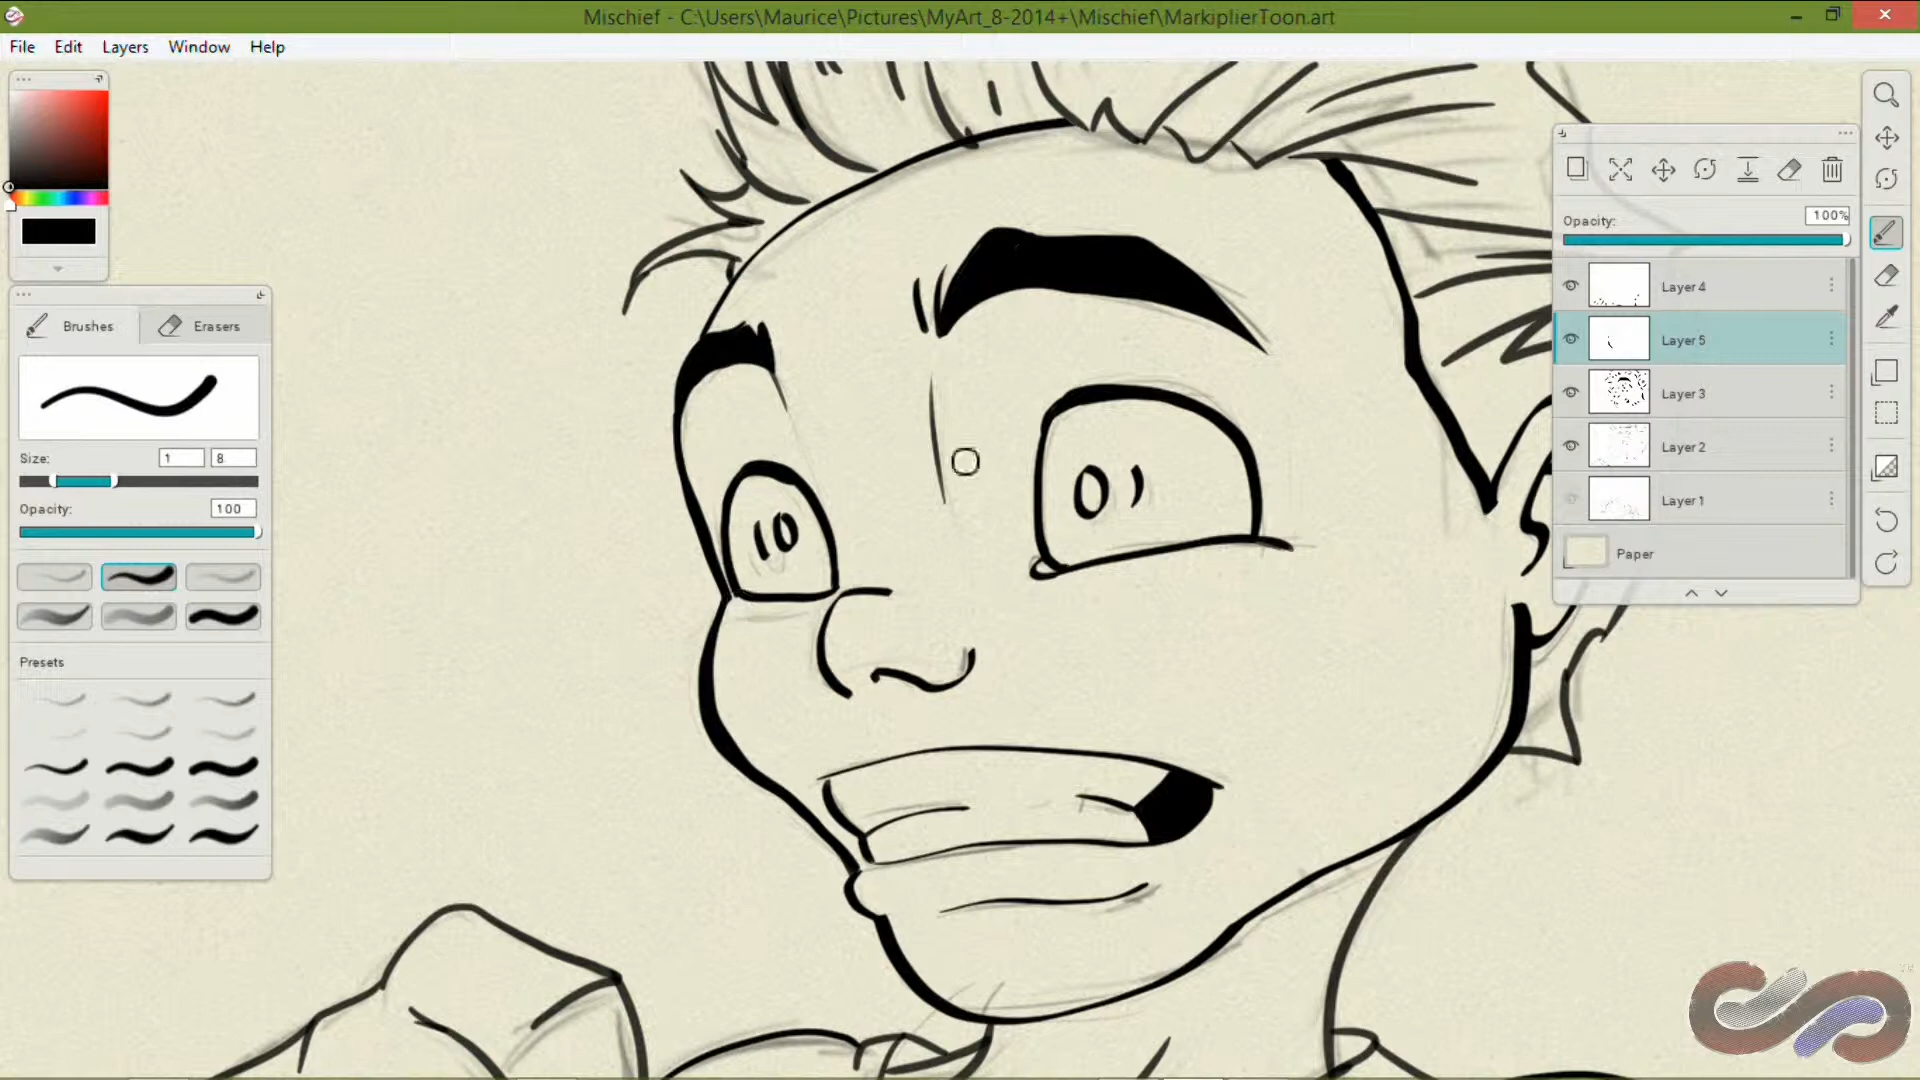 Mischief - C:\Users\Maurice\Pictures\MyArt_8-2014+\Mischief\MarkiplierToon.art
File Edit Layers Window Help
Brushes Erasers
Size: 1 8
Opacity: 100
Presets
Opacity: 100%
Layer 4
Layer 5
Layer 3
Layer 2
Layer 1
Paper